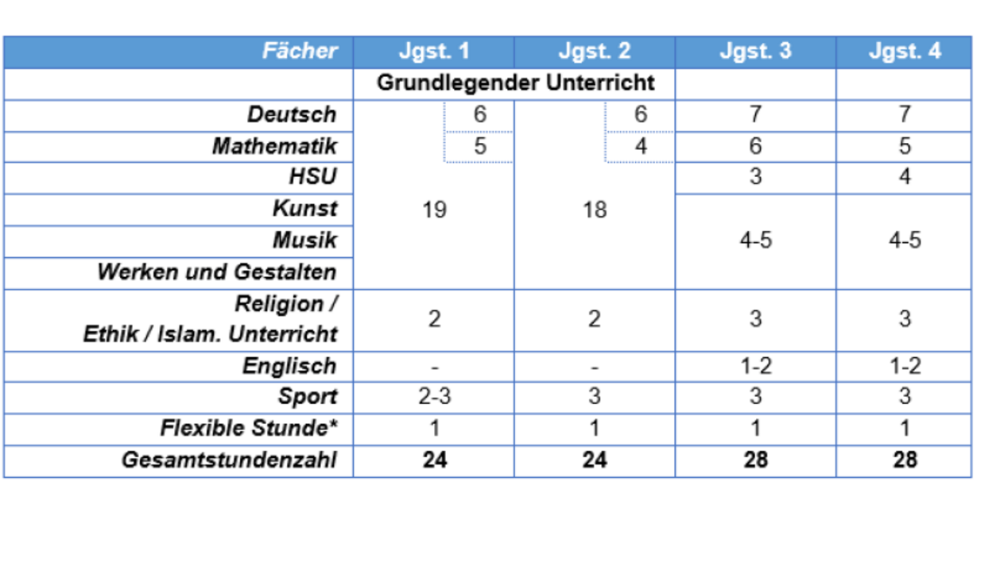 Fächer Jgst. 1 Jgst. 2 Jgst. 3 Jgst. 4
Grundlegender Unterricht
Deutsch 6 6 7 7
Mathematik 5 4 6 5
HSU 3 4
Kunst 19 18
Musik 4-5 4-5
Werken und Gestalten
Religion /
Ethik / Islam. Unterricht 2 2 3 3
Englisch - - 1-2 1-2
Sport 2-3 3 3 3
Flexible Stunde* 1 1 1 1
Gesamtstundenzahl 24 24 28 28